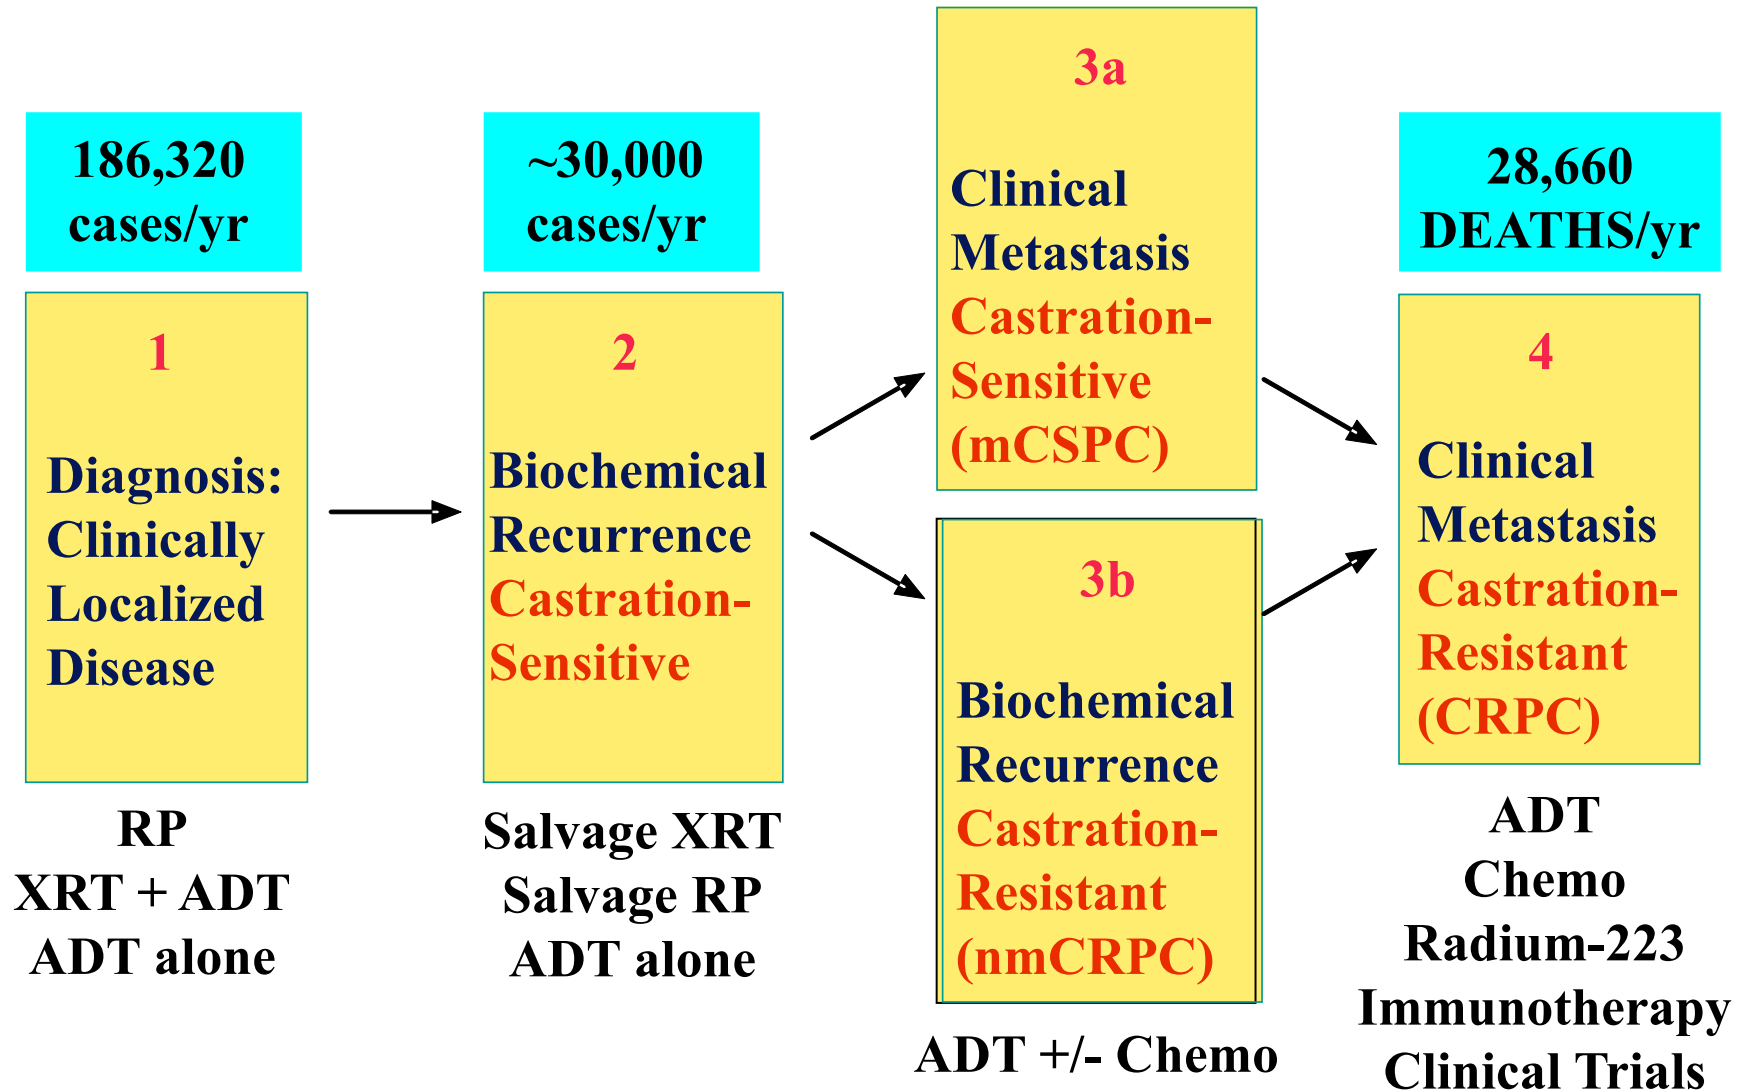 186,320
cases/yr
1
Diagnosis:
Clinically
Localized
Disease
RP
XRT + ADT
ADT alone
~30,000
cases/yr
2
Biochemical
Recurrence
Castration-
Sensitive
Salvage XRT
Salvage RP
ADT alone
3a
Clinical
Metastasis
Castration-
Sensitive
(mCSPC)
3b
Biochemical
Recurrence
Castration-
Resistant
(nmCRPC)
ADT +/- Chemo
28,660
DEATHS/yr
4
Clinical
Metastasis
Castration-
Resistant
(CRPC)
ADT
Chemo
Radium-223
Immunotherapy
Clinical Trials